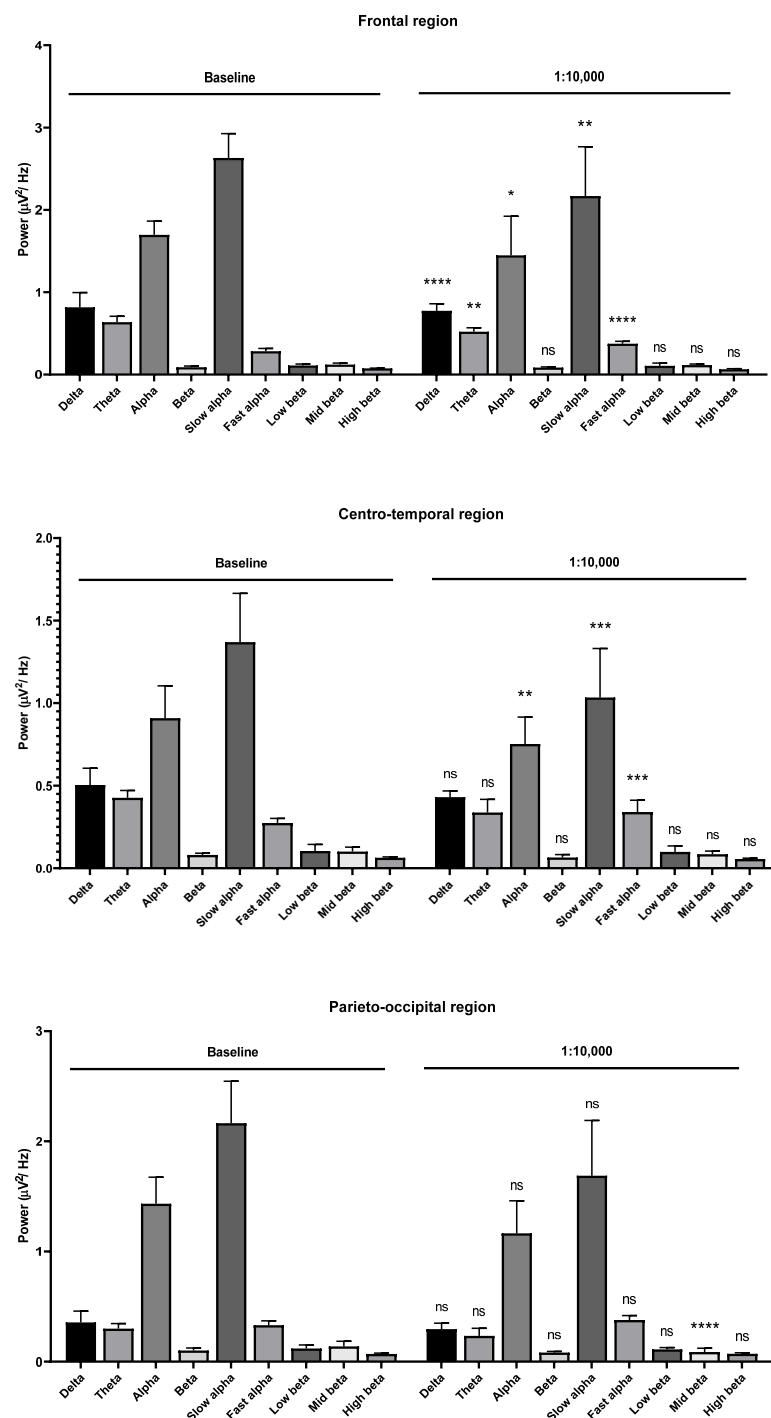 Frontal region
4
3
2
1
0
Power (μV²/ Hz)
Baseline
1:10,000
****
**
*
ns
**
****
ns
ns
ns
Delta
Theta
Alpha
Beta
Slow alpha
Fast alpha
Low beta
Mid beta
High beta
Delta
Theta
Alpha
Beta
Slow alpha
Fast alpha
Low beta
Mid beta
High beta
Centro-temporal region
2.0
1.5
1.0
0.5
0.0
Power (μV²/ Hz)
Baseline
1:10,000
ns
ns
**
ns
***
***
ns
ns
ns
Delta
Theta
Alpha
Beta
Slow alpha
Fast alpha
Low beta
Mid beta
High beta
Delta
Theta
Alpha
Beta
Slow alpha
Fast alpha
Low beta
Mid beta
High beta
Parieto-occipital region
3
2
1
0
Power (μV²/ Hz)
Baseline
1:10,000
ns
ns
ns
ns
ns
ns
ns
****
ns
Delta
Theta
Alpha
Beta
Slow alpha
Fast alpha
Low beta
Mid beta
High beta
Delta
Theta
Alpha
Beta
Slow alpha
Fast alpha
Low beta
Mid beta
High beta